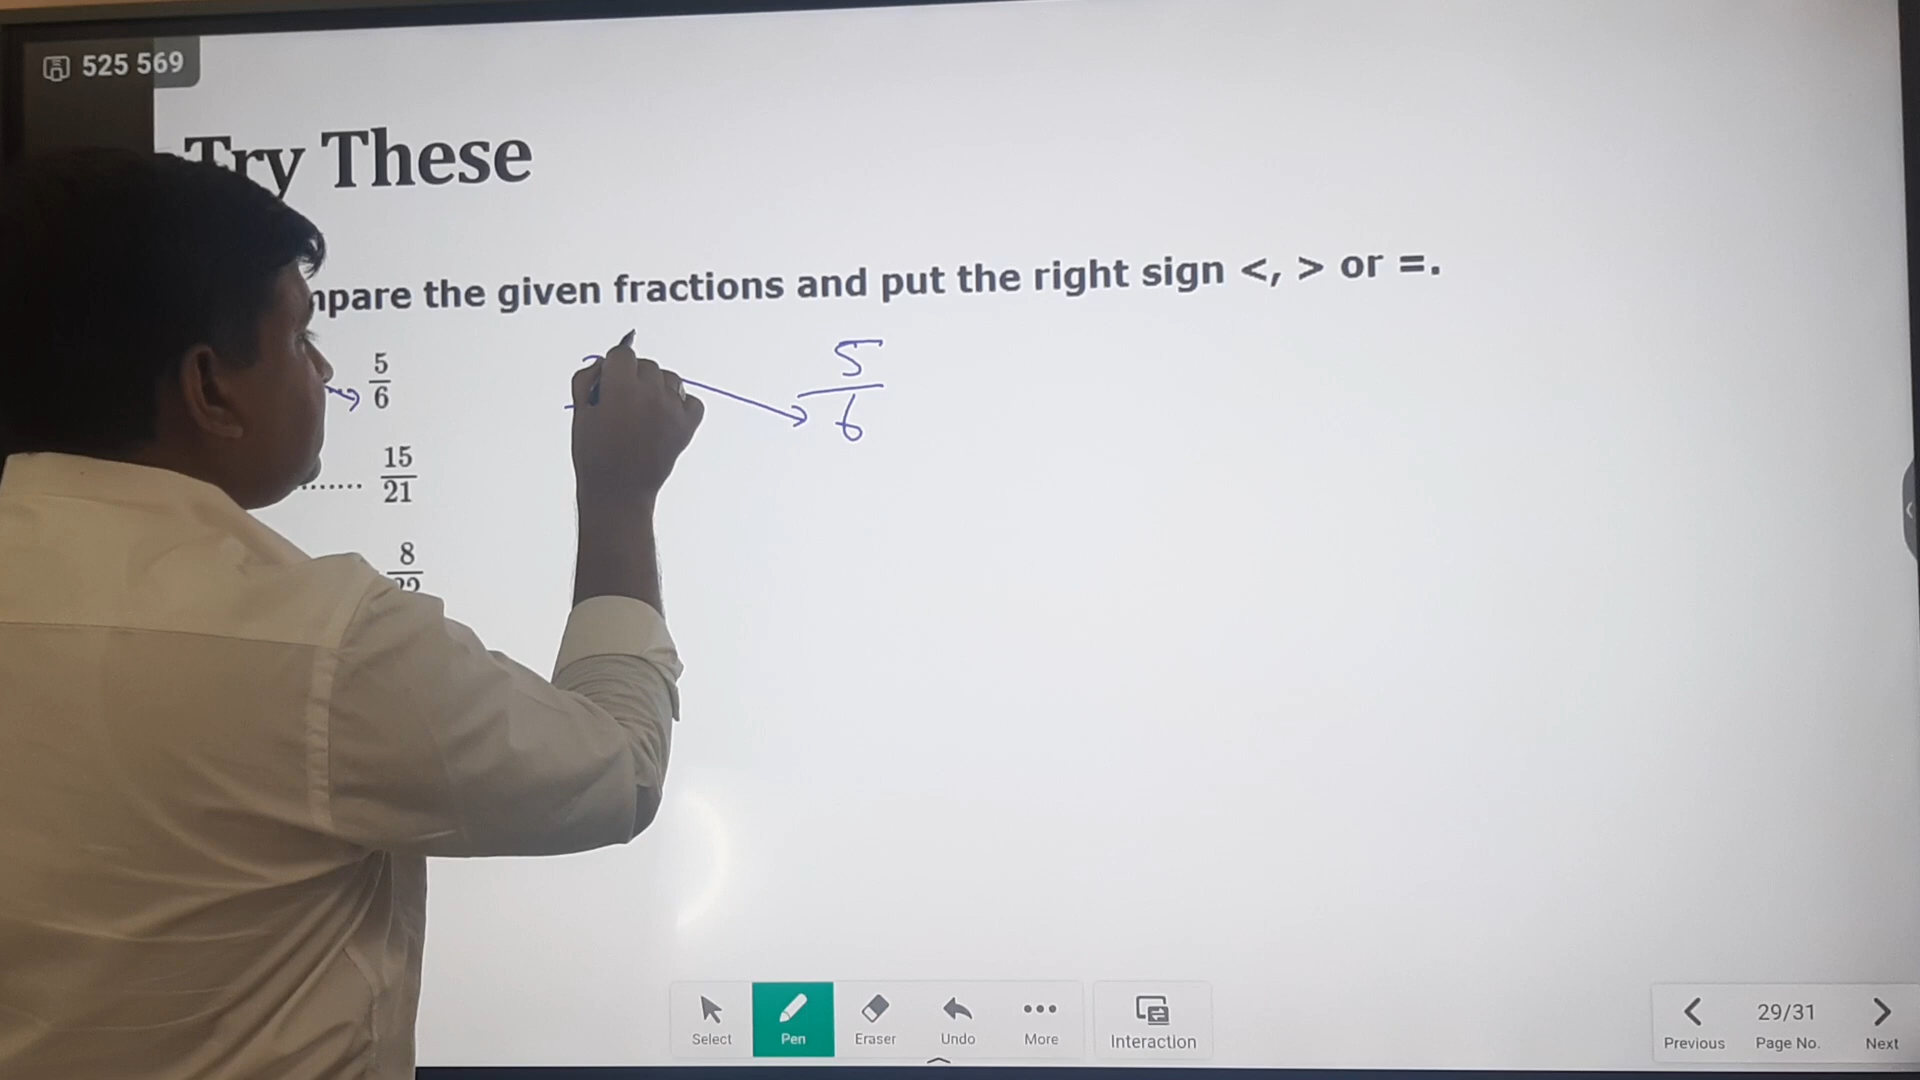 525 569
Try These
mpare the given fractions and put the right sign <, > or =.
5
6
5
6
........ 15
21
8
Select Pen Eraser Undo More Interaction
29/31
Previous Page No. Next